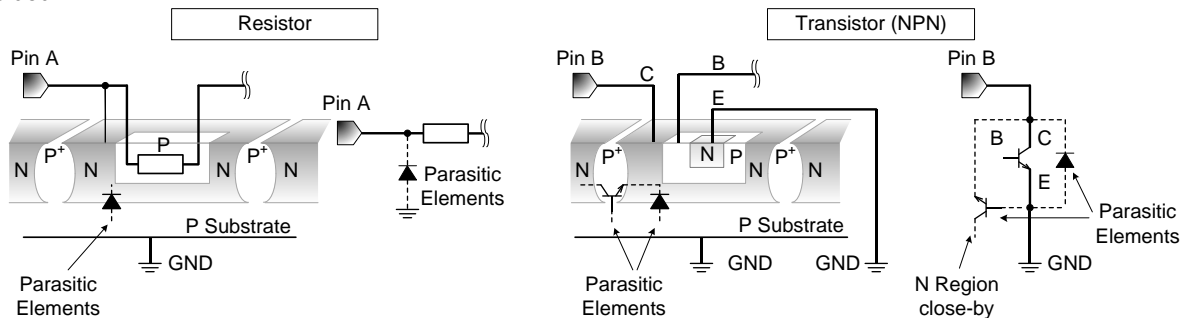 Resistor
Transistor (NPN)
Pin A
Pin A
N
P+
N
P
N
P+
N
Parasitic
Elements
P Substrate
GND
Parasitic
Elements
Pin B
C
B
E
N
P+
N
N
P
P+
N
P Substrate
GND
GND
Parasitic
Elements
Pin B
B
C
E
Parasitic
Elements
GND
N Region
close-by